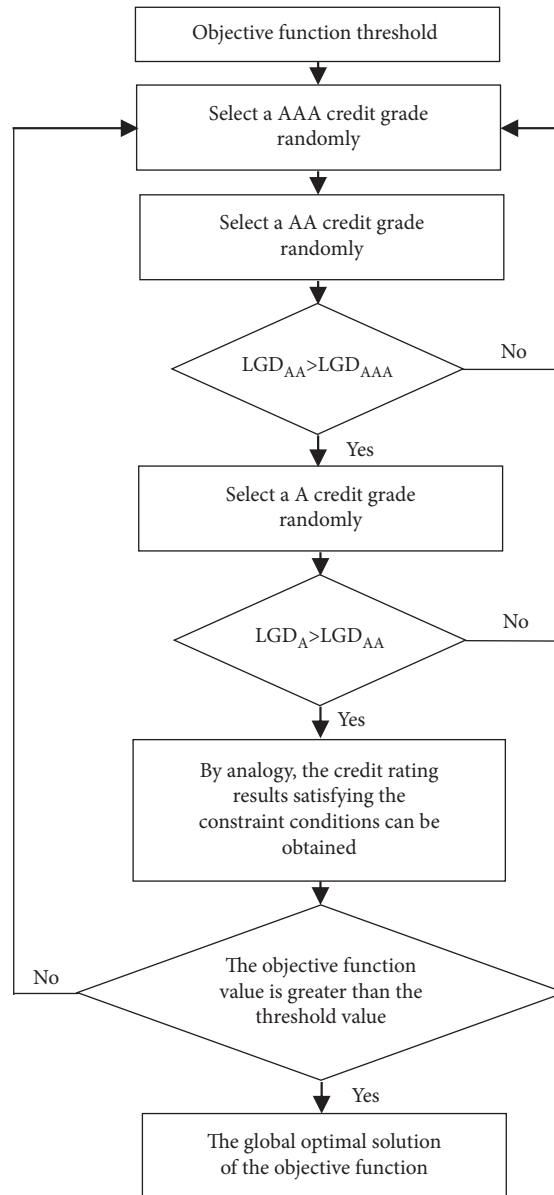 Objective function threshold
Select a AAA credit grade
randomly
Select a AA credit grade
randomly
LGD_AA>LGD_AAA
No
Yes
Select a A credit grade
randomly
LGD_A>LGD_AA
No
Yes
By analogy, the credit rating
results satisfying the
constraint conditions can be
obtained
The objective function
value is greater than the
threshold value
No
Yes
The global optimal solution
of the objective function